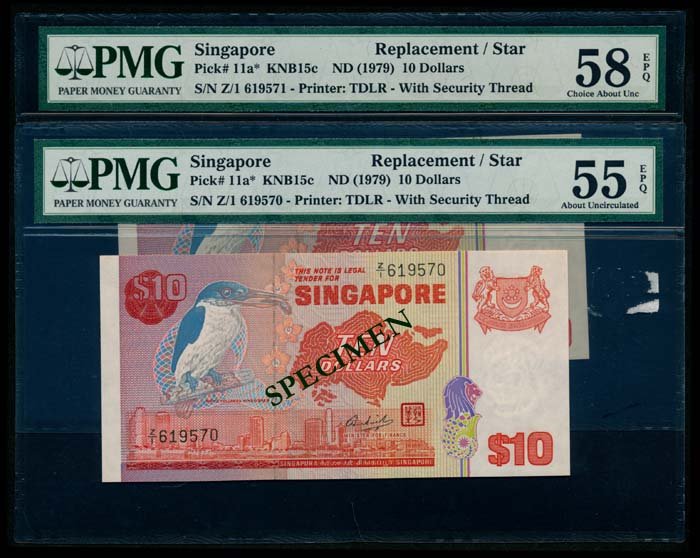 PMG
PAPER MONEY GUARANTY
Singapore Replacement / Star
Pick# 11a* KNB15c ND (1979) 10 Dollars
S/N Z/1 619571 - Printer: TDLR - With Security Thread
58 EPQ
Choice About Unc
PMG
PAPER MONEY GUARANTY
Singapore Replacement / Star
Pick# 11a* KNB15c ND (1979) 10 Dollars
S/N Z/1 619570 - Printer: TDLR - With Security Thread
55 EPQ
About Uncirculated
TEN
$10
THIS NOTE IS LEGAL
TENDER FOR
Z/1 619570
SINGAPORE
TEN
DOLLARS
SPECIMEN
Z/1 619570
MINISTER FOR FINANCE
$10